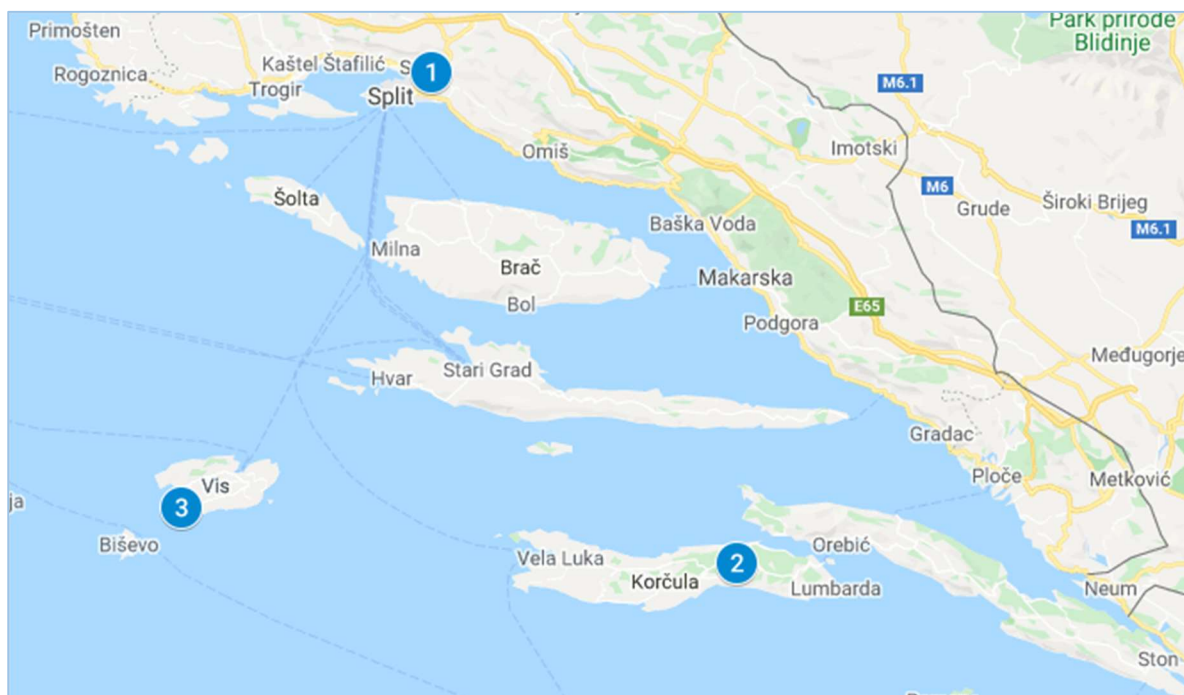 Primošten
Park prirode
Blidinje
Rogoznica
Kaštel Štafilić
S
1
Trogir
Split
M6.1
Omiš
Imotski
M6
Grude
Široki Brijeg
M6.1
Šolta
Milna
Baška Voda
Brač
Makarska
Bol
E65
Podgora
Međugorje
Hvar
Stari Grad
Gradac
Ploče
Metković
Vis
3
ja
Biševo
Vela Luka
2
Orebić
Korčula
Lumbarda
Neum
Ston